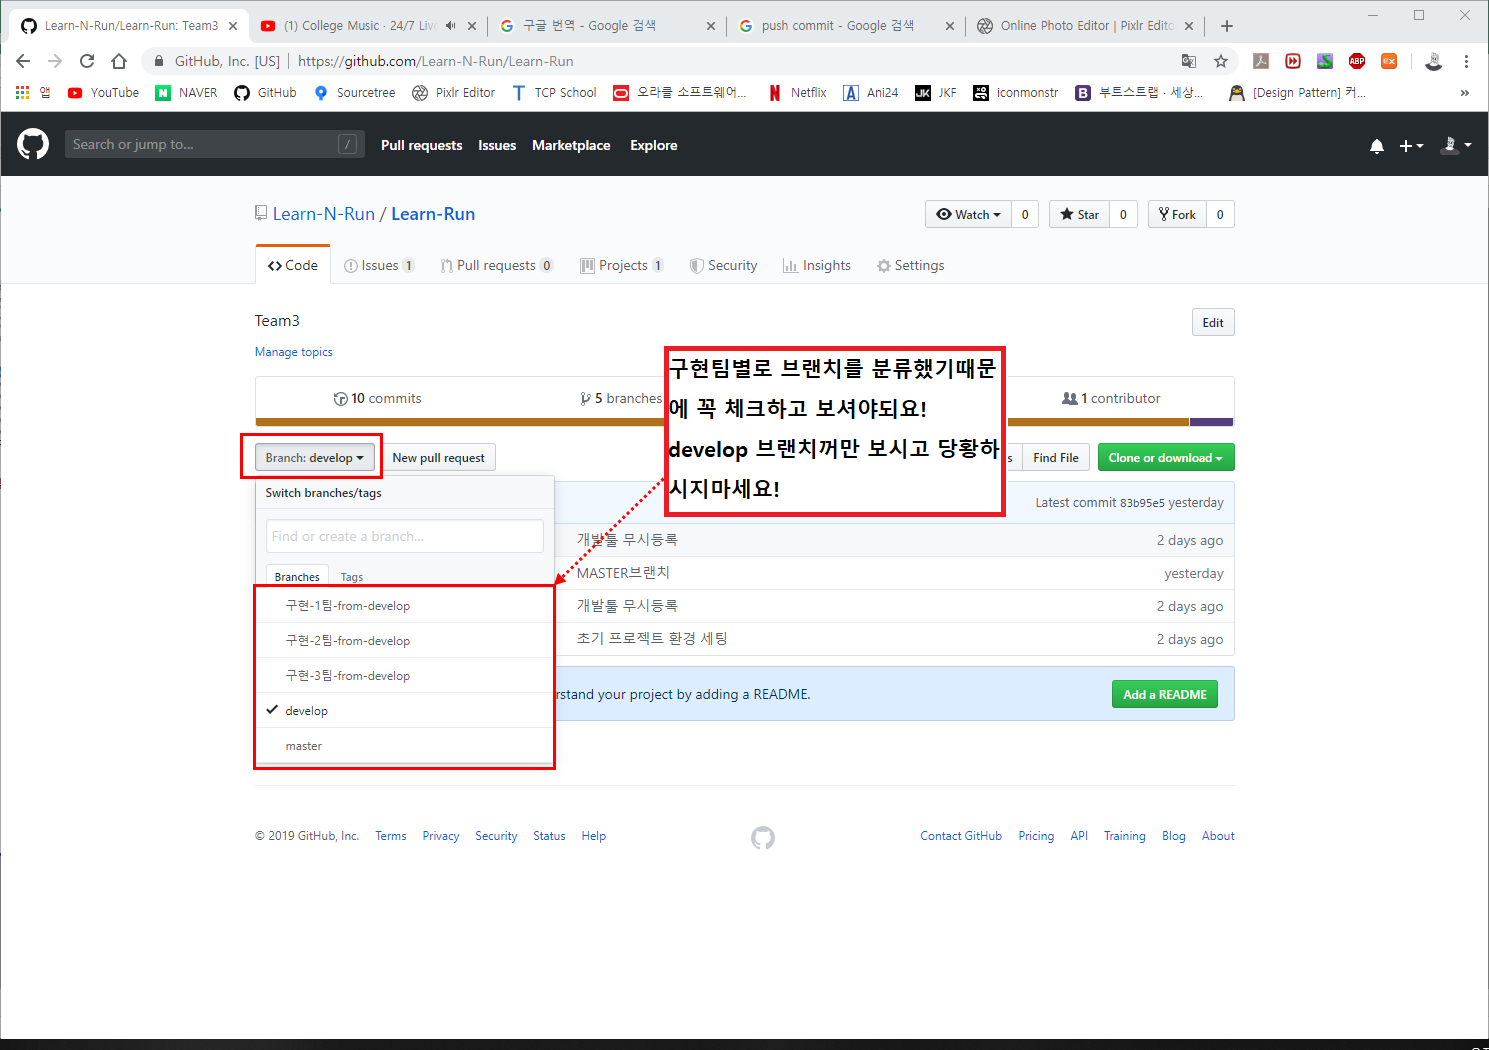 Learn-N-Run/Learn-Run: Team3
(1) College Music · 24/7 Liv
구글 번역 - Google 검색
push commit - Google 검색
Online Photo Editor | Pixlr Edito
GitHub, Inc. [US] | https://github.com/Learn-N-Run/Learn-Run
ABP
앱
YouTube
NAVER
GitHub
Sourcetree
Pixlr Editor
TCP School
오라클 소프트웨어...
Netflix
Ani24
JKF
iconmonstr
부트스트랩 · 세상...
[Design Pattern] 커...
Search or jump to...
/
Pull requests
Issues
Marketplace
Explore
Learn-N-Run / Learn-Run
Watch 0
Star 0
Fork 0
Code
Issues 1
Pull requests 0
Projects 1
Security
Insights
Settings
Team3
Edit
Manage topics
구현팀별로 브랜치를 분류했기때문
에 꼭 체크하고 보셔야되요!
develop 브랜치꺼만 보시고 당황하
시지마세요!
10 commits
5 branches
1 contributor
Branch: develop
New pull request
s
Find File
Clone or download
Switch branches/tags
Latest commit 83b95e5 yesterday
Find or create a branch...
개발툴 무시등록
2 days ago
Branches
Tags
MASTER브랜치
yesterday
구현-1팀-from-develop
개발툴 무시등록
2 days ago
구현-2팀-from-develop
초기 프로젝트 환경 세팅
2 days ago
구현-3팀-from-develop
rstand your project by adding a README.
Add a README
develop
master
© 2019 GitHub, Inc.
Terms
Privacy
Security
Status
Help
Contact GitHub
Pricing
API
Training
Blog
About